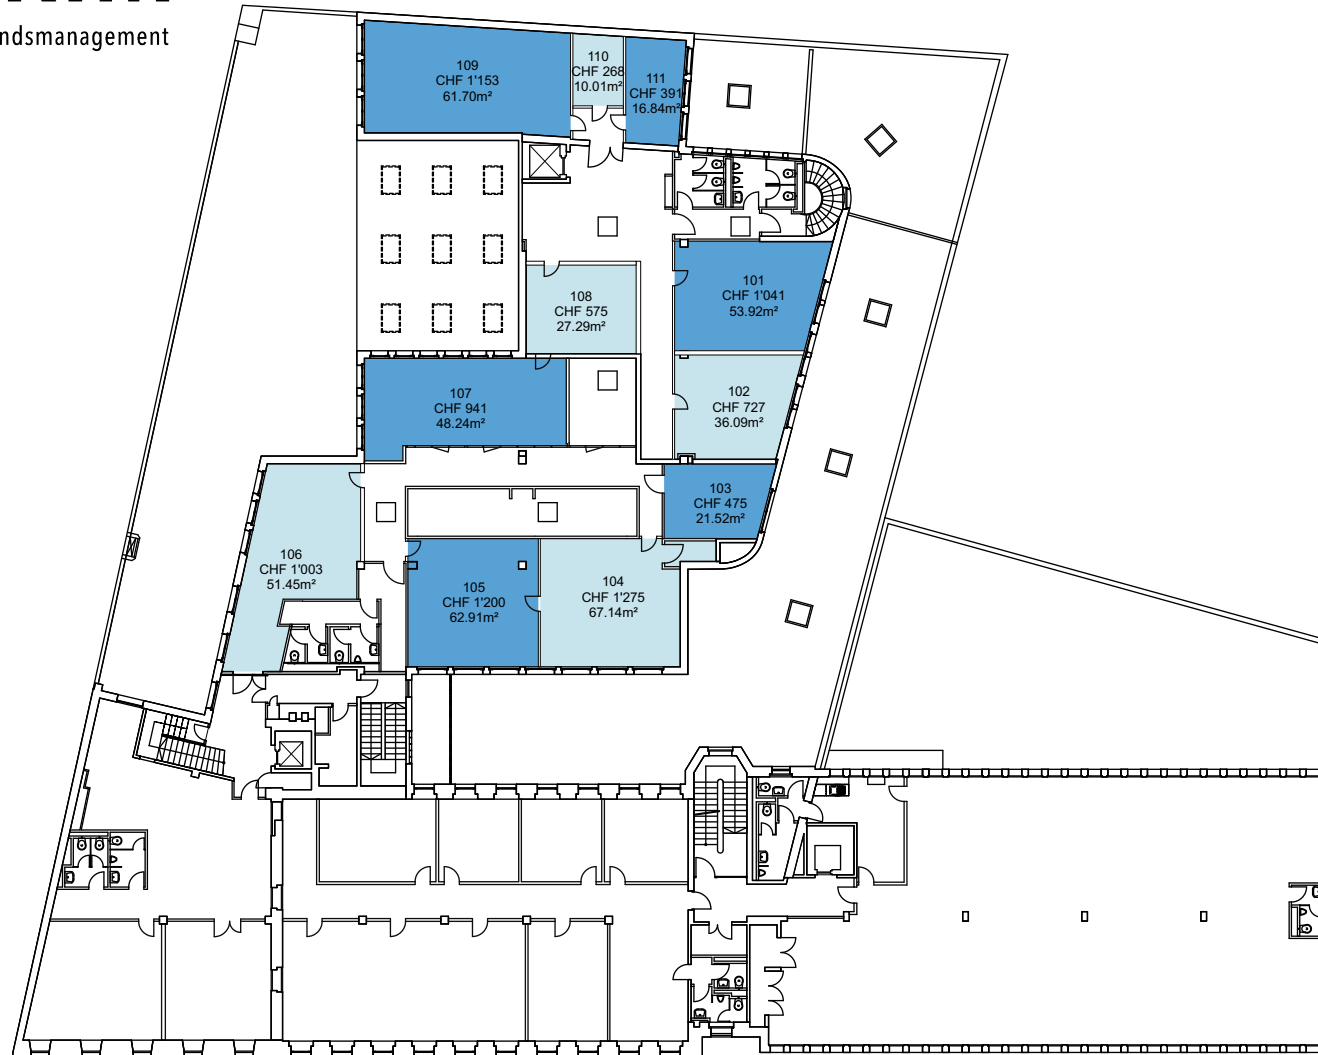 ndsmanagement
109
CHF 1'153
61.70m²
110
CHF 268
10.01m²
111
CHF 391
16.84m²
101
CHF 1'041
53.92m²
108
CHF 575
27.29m²
102
CHF 727
36.09m²
107
CHF 941
48.24m²
103
CHF 475
21.52m²
106
CHF 1'003
51.45m²
105
CHF 1'200
62.91m²
104
CHF 1'275
67.14m²